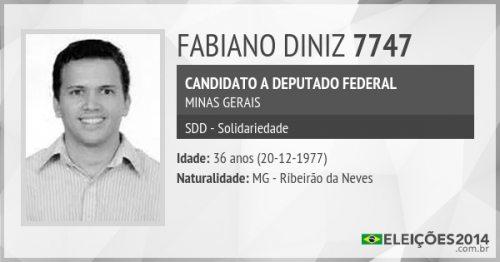 FABIANO DINIZ 7747
CANDIDATO A DEPUTADO FEDERAL
MINAS GERAIS
SDD - Solidariedade
Idade: 36 anos (20-12-1977)
Naturalidade: MG - Ribeirão da Neves
ELEIÇÕES2014
.com.br